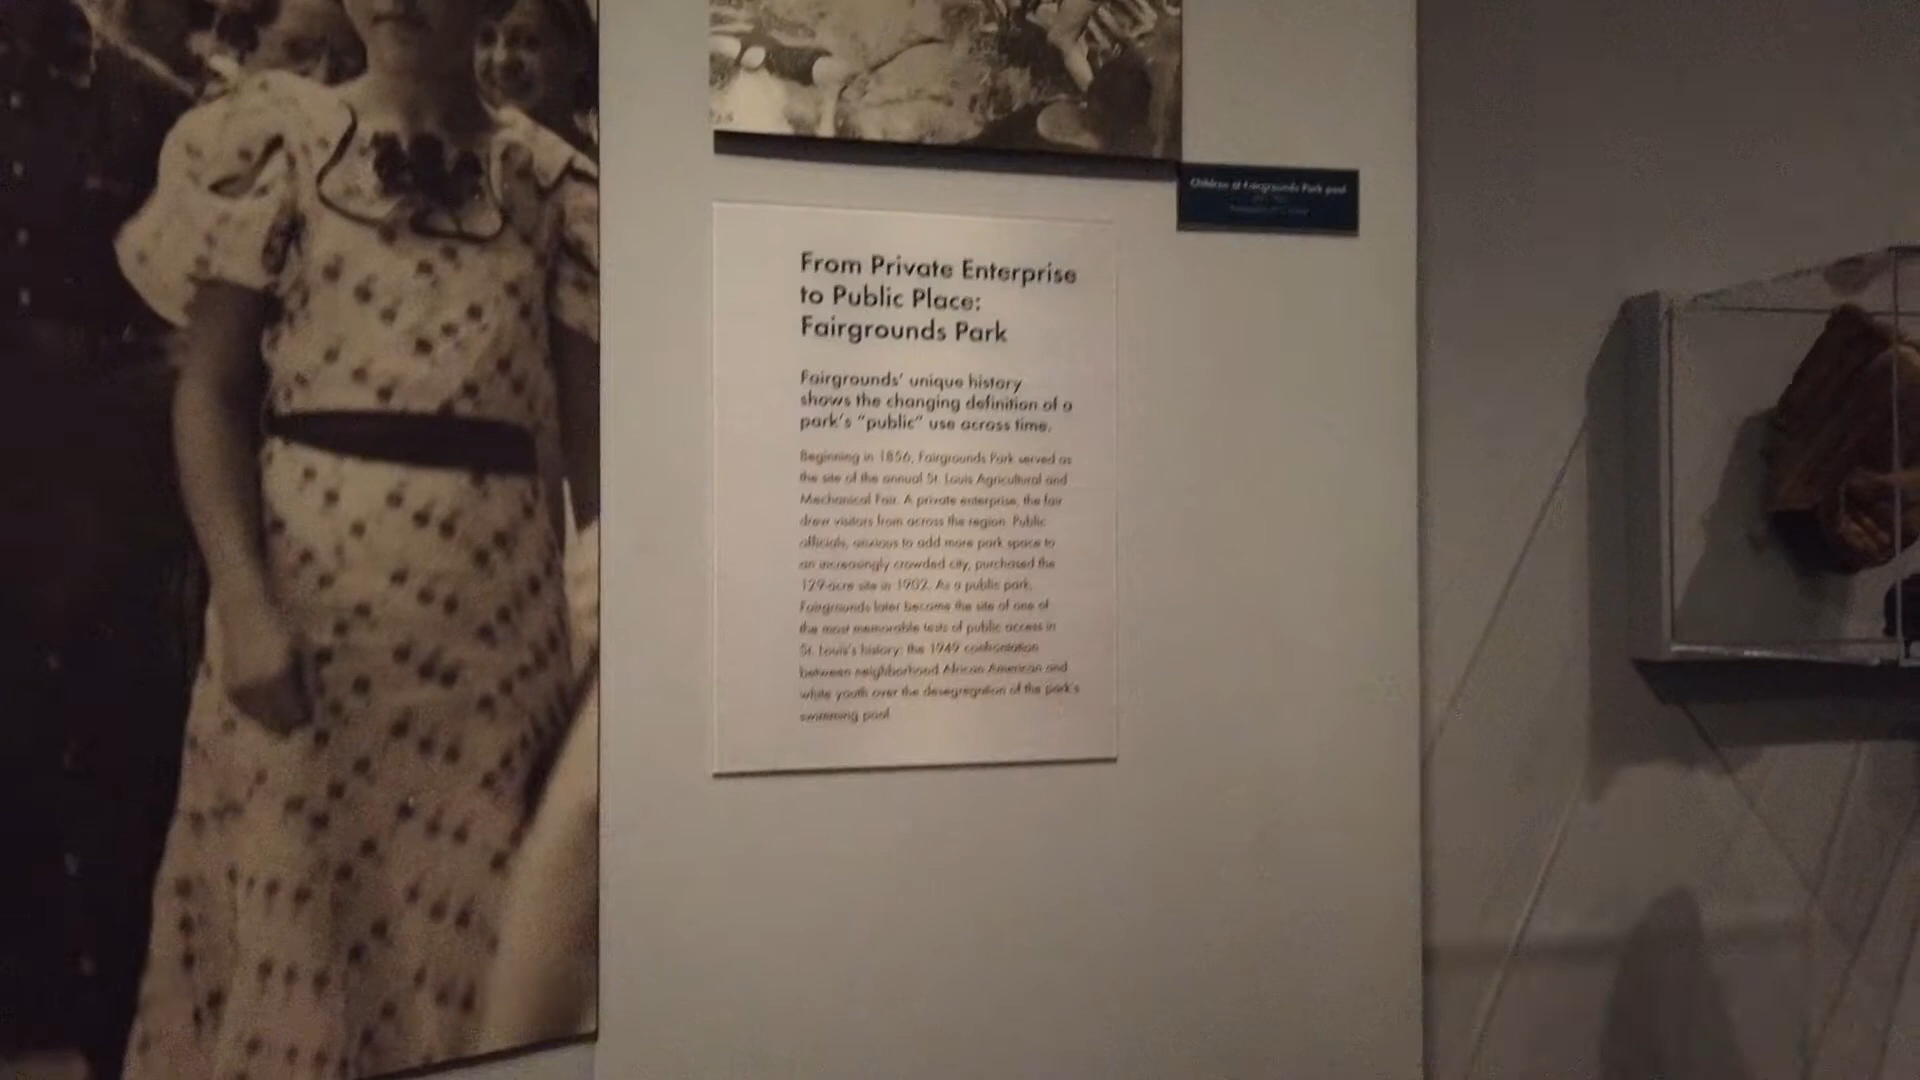 Children at Fairgrounds Park pool
From Private Enterprise
to Public Place:
Fairgrounds Park
Fairgrounds' unique history
shows the changing definition of a
park's "public" use across time.
Beginning in 1856, Fairgrounds Park served as
the site of the annual St. Louis Agricultural and
Mechanical Fair. A private enterprise, the fair
drew visitors from across the region. Public
officials, anxious to add more park space to
an increasingly crowded city, purchased the
129-acre site in 1902. As a public park,
Fairgrounds later became the site of one of
the most memorable tests of public access in
St. Louis's history: the 1949 confrontation
between neighborhood African American and
white youth over the desegregation of the park's
swimming pool.